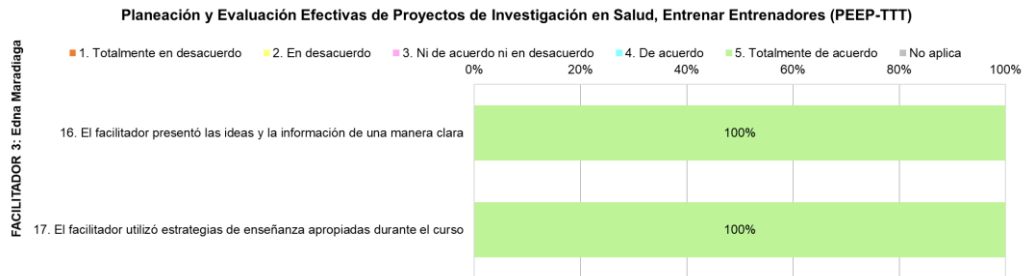 Planeación y Evaluación Efectivas de Proyectos de Investigación en Salud, Entrenar Entrenadores (PEEP-TTT)
1. Totalmente en desacuerdo 2. En desacuerdo 3. Ni de acuerdo ni en desacuerdo 4. De acuerdo 5. Totalmente de acuerdo No aplica
0% 20% 40% 60% 80% 100%
FACILITADOR 3: Edna Maradiaga
16. El facilitador presentó las ideas y la información de una manera clara 100%
17. El facilitador utilizó estrategias de enseñanza apropiadas durante el curso 100%